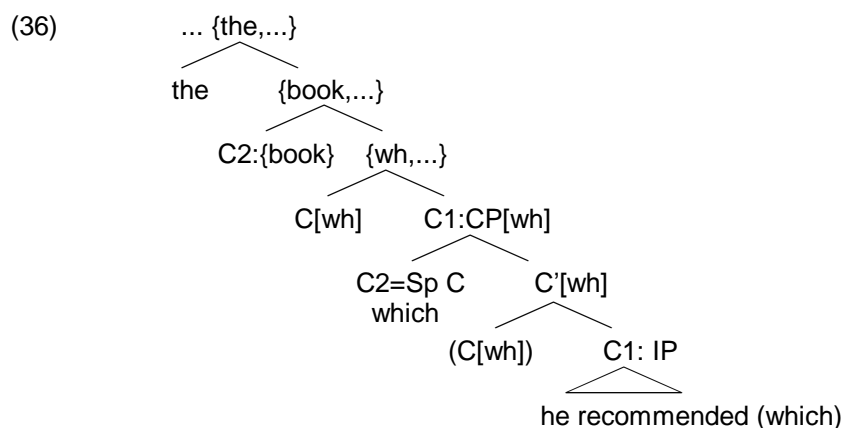 (36) ... {the,...}
the {book,...}
C2:{book} {wh,...}
C[wh] C1:CP[wh]
C2=Sp C C’[wh]
which
(C[wh]) C1: IP
he recommended (which)